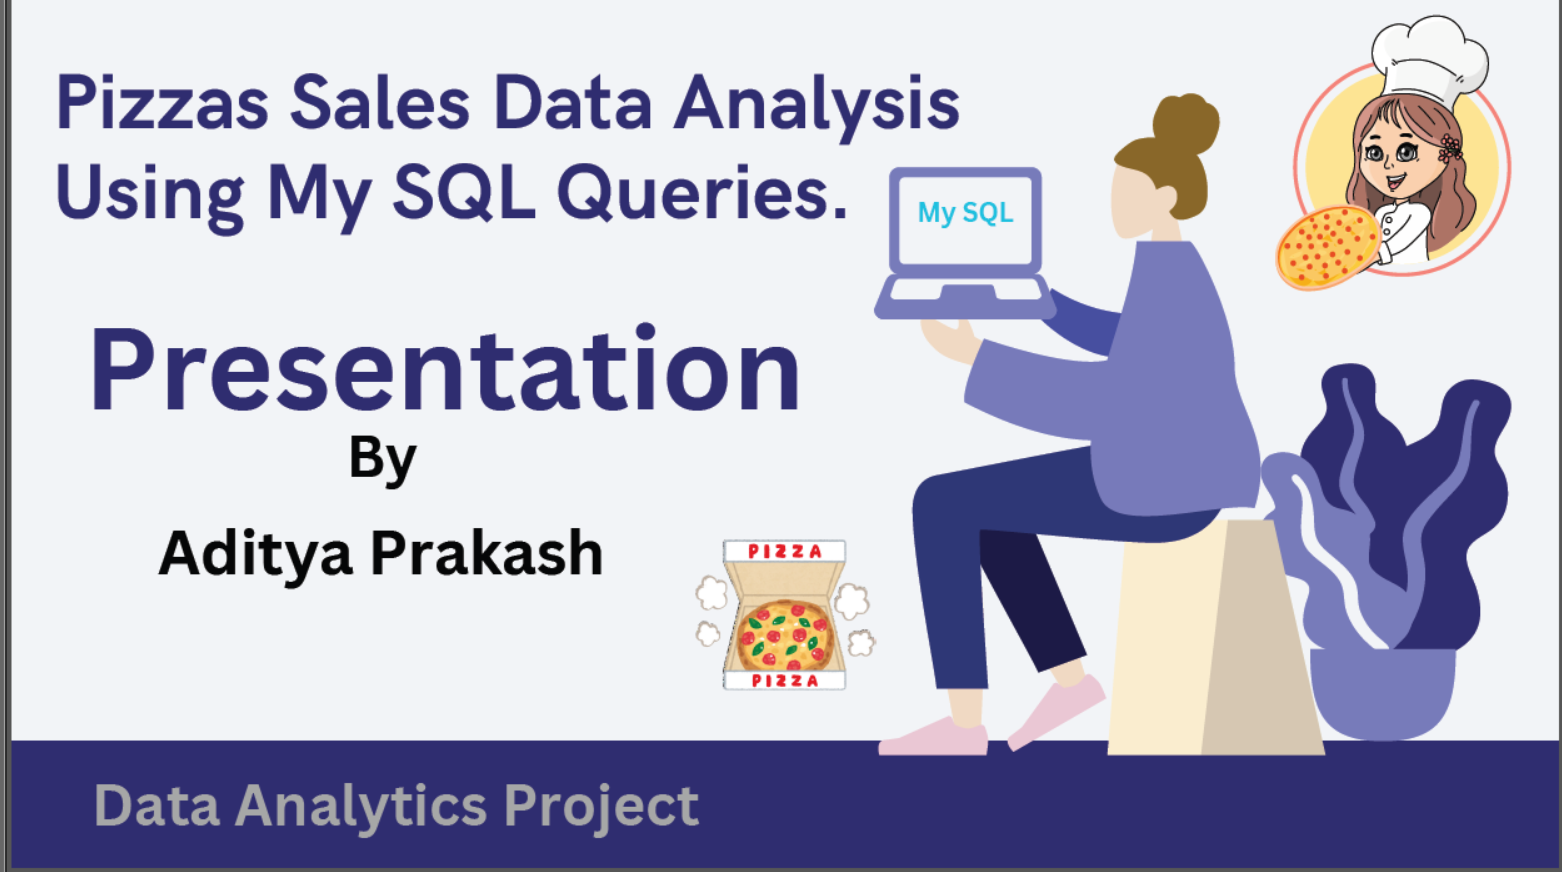 Pizzas Sales Data Analysis
Using My SQL Queries.
My SQL
Presentation
By
Aditya Prakash
PIZZA
PIZZA
Data Analytics Project